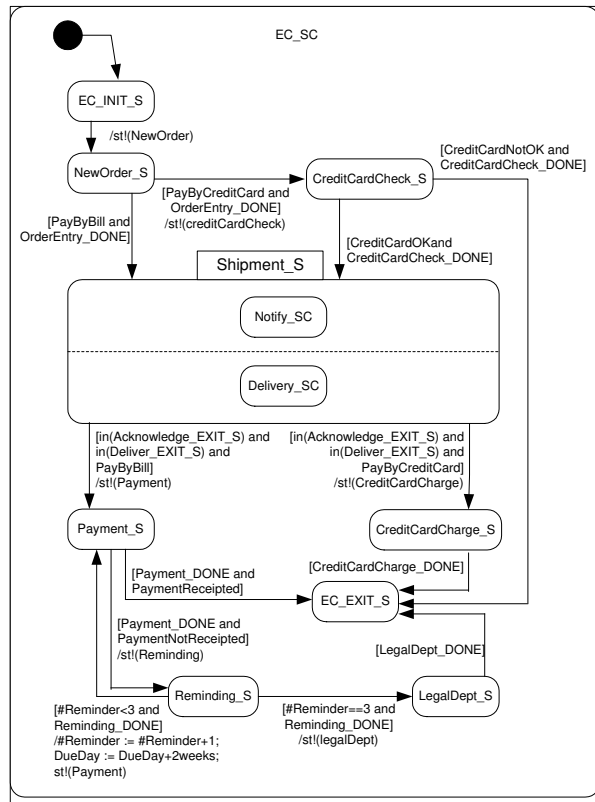 EC_SC
EC_INIT_S
/st!(NewOrder)
NewOrder_S
[PayByCreditCard and
OrderEntry_DONE]
/st!(creditCardCheck)
CreditCardCheck_S
[CreditCardNotOK and
CreditCardCheck_DONE]
[PayByBill and
OrderEntry_DONE]
[CreditCardOKand
CreditCardCheck_DONE]
Shipment_S
Notify_SC
Delivery_SC
[in(Acknowledge_EXIT_S) and
in(Deliver_EXIT_S) and
PayByBill]
/st!(Payment)
[in(Acknowledge_EXIT_S) and
in(Deliver_EXIT_S) and
PayByCreditCard]
/st!(CreditCardCharge)
Payment_S
CreditCardCharge_S
[CreditCardCharge_DONE]
[Payment_DONE and
PaymentReceipted]
EC_EXIT_S
[Payment_DONE and
PaymentNotReceipted]
/st!(Reminding)
[LegalDept_DONE]
Reminding_S
LegalDept_S
[#Reminder<3 and
Reminding_DONE]
/#Reminder := #Reminder+1;
DueDay := DueDay+2weeks;
st!(Payment)
[#Reminder==3 and
Reminding_DONE]
/st!(legalDept)